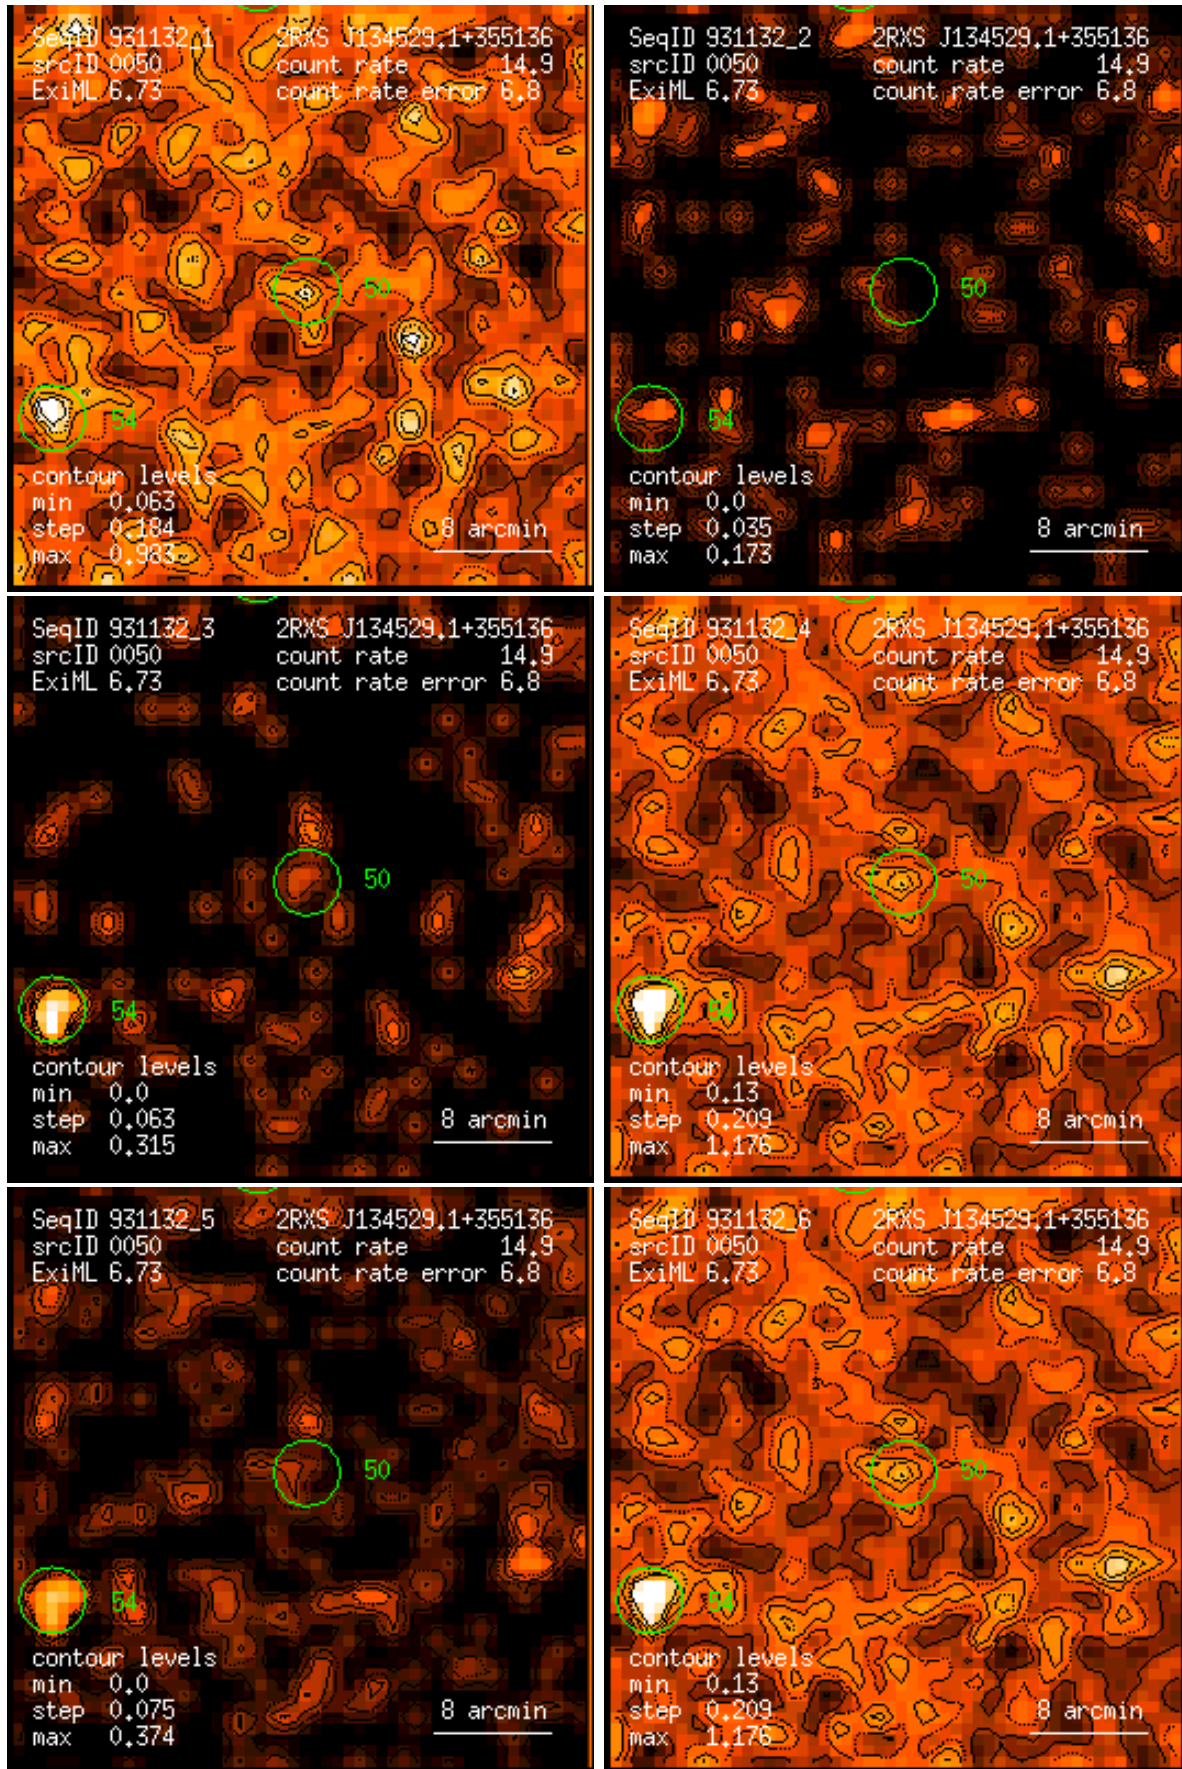 SeqID 931132_1 2RXS J134529.1+355136
srcID 0050 count rate 14.9
ExiML 6.73 count rate error 6.8
50
54
contour levels
min 0.063
step 0.184 8 arcmin
max 0.983
SeqID 931132_2 2RXS J134529.1+355136
srcID 0050 count rate 14.9
ExiML 6.73 count rate error 6.8
50
54
contour levels
min 0.0
step 0.035 8 arcmin
max 0.173
SeqID 931132_3 2RXS J134529.1+355136
srcID 0050 count rate 14.9
ExiML 6.73 count rate error 6.8
50
54
contour levels
min 0.0
step 0.063 8 arcmin
max 0.315
SeqID 931132_4 2RXS J134529.1+355136
srcID 0050 count rate 14.9
ExiML 6.73 count rate error 6.8
50
54
contour levels
min 0.13
step 0.209 8 arcmin
max 1.176
SeqID 931132_5 2RXS J134529.1+355136
srcID 0050 count rate 14.9
ExiML 6.73 count rate error 6.8
50
54
contour levels
min 0.0
step 0.075 8 arcmin
max 0.374
SeqID 931132_6 2RXS J134529.1+355136
srcID 0050 count rate 14.9
ExiML 6.73 count rate error 6.8
50
54
contour levels
min 0.13
step 0.209 8 arcmin
max 1.176